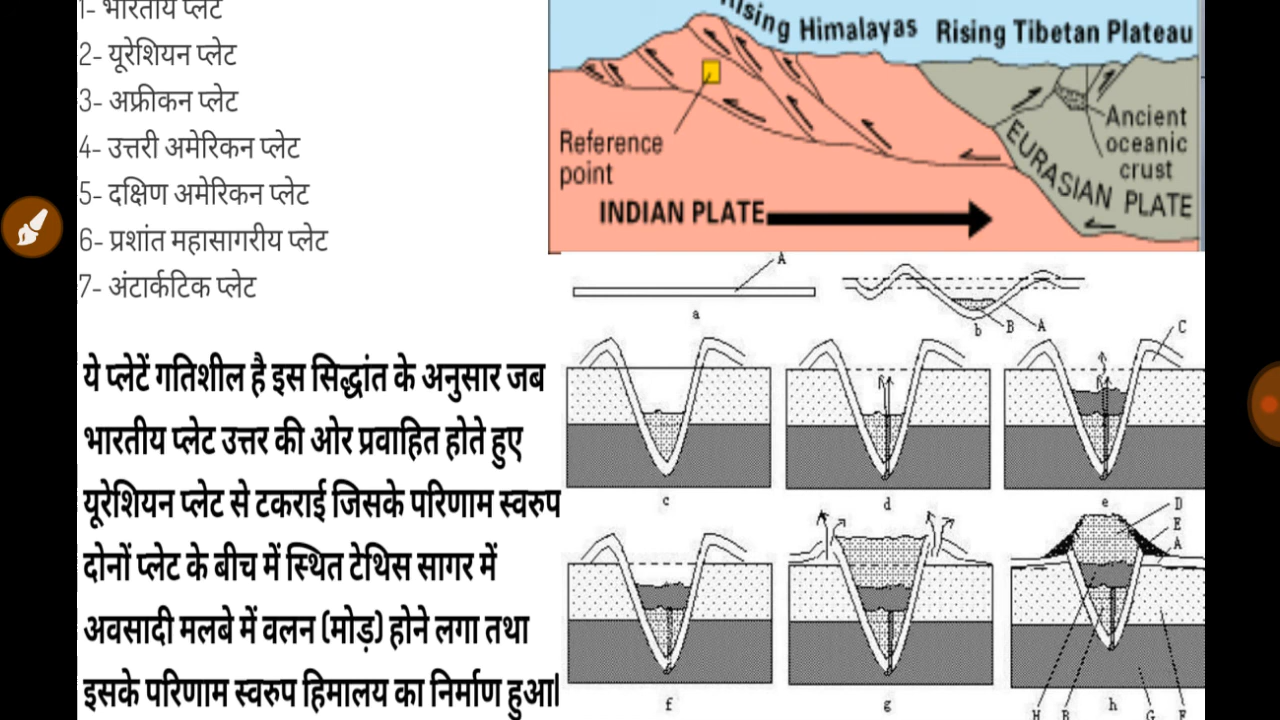 1- भारतीय प्लेट
2- यूरेशियन प्लेट
3- अफ्रीकन प्लेट
4- उत्तरी अमेरिकन प्लेट
5- दक्षिण अमेरिकन प्लेट
6- प्रशांत महासागरीय प्लेट
7- अंटार्कटिक प्लेट
ये प्लेटें गतिशील है इस सिद्धांत के अनुसार जब
भारतीय प्लेट उत्तर की ओर प्रवाहित होते हुए
यूरेशियन प्लेट से टकराई जिसके परिणाम स्वरुप
दोनों प्लेट के बीच में स्थित टेथिस सागर में
अवसादी मलबे में वलन (मोड़) होने लगा तथा
इसके परिणाम स्वरुप हिमालय का निर्माण हुआ।
Rising Himalayas
Rising Tibetan Plateau
Reference
point
Ancient
oceanic
crust
EURASIAN PLATE
INDIAN PLATE
A
a
b
B
A
C
c
d
e
D
E
A
f
g
h
H
B
G
F